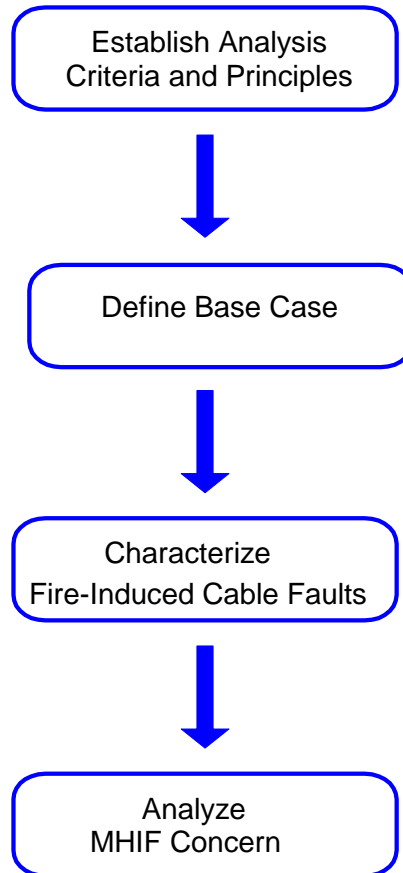 Establish Analysis
Criteria and Principles
Define Base Case
Characterize
Fire-Induced Cable Faults
Analyze
MHIF Concern